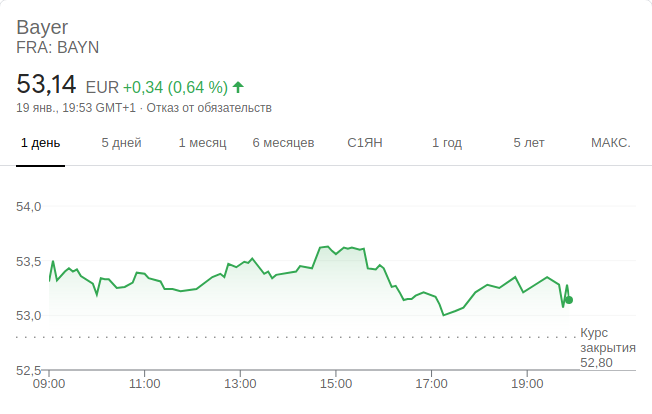 Bayer
FRA: BAYN
53,14 EUR +0,34 (0,64 %)
19 янв., 19:53 GMT+1 · Отказ от обязательств
1 день 5 дней 1 месяц 6 месяцев С1ЯН 1 год 5 лет МАКС.
54,0
53,5
53,0
Курс
закрытия
52,80
52,5
09:00 11:00 13:00 15:00 17:00 19:00